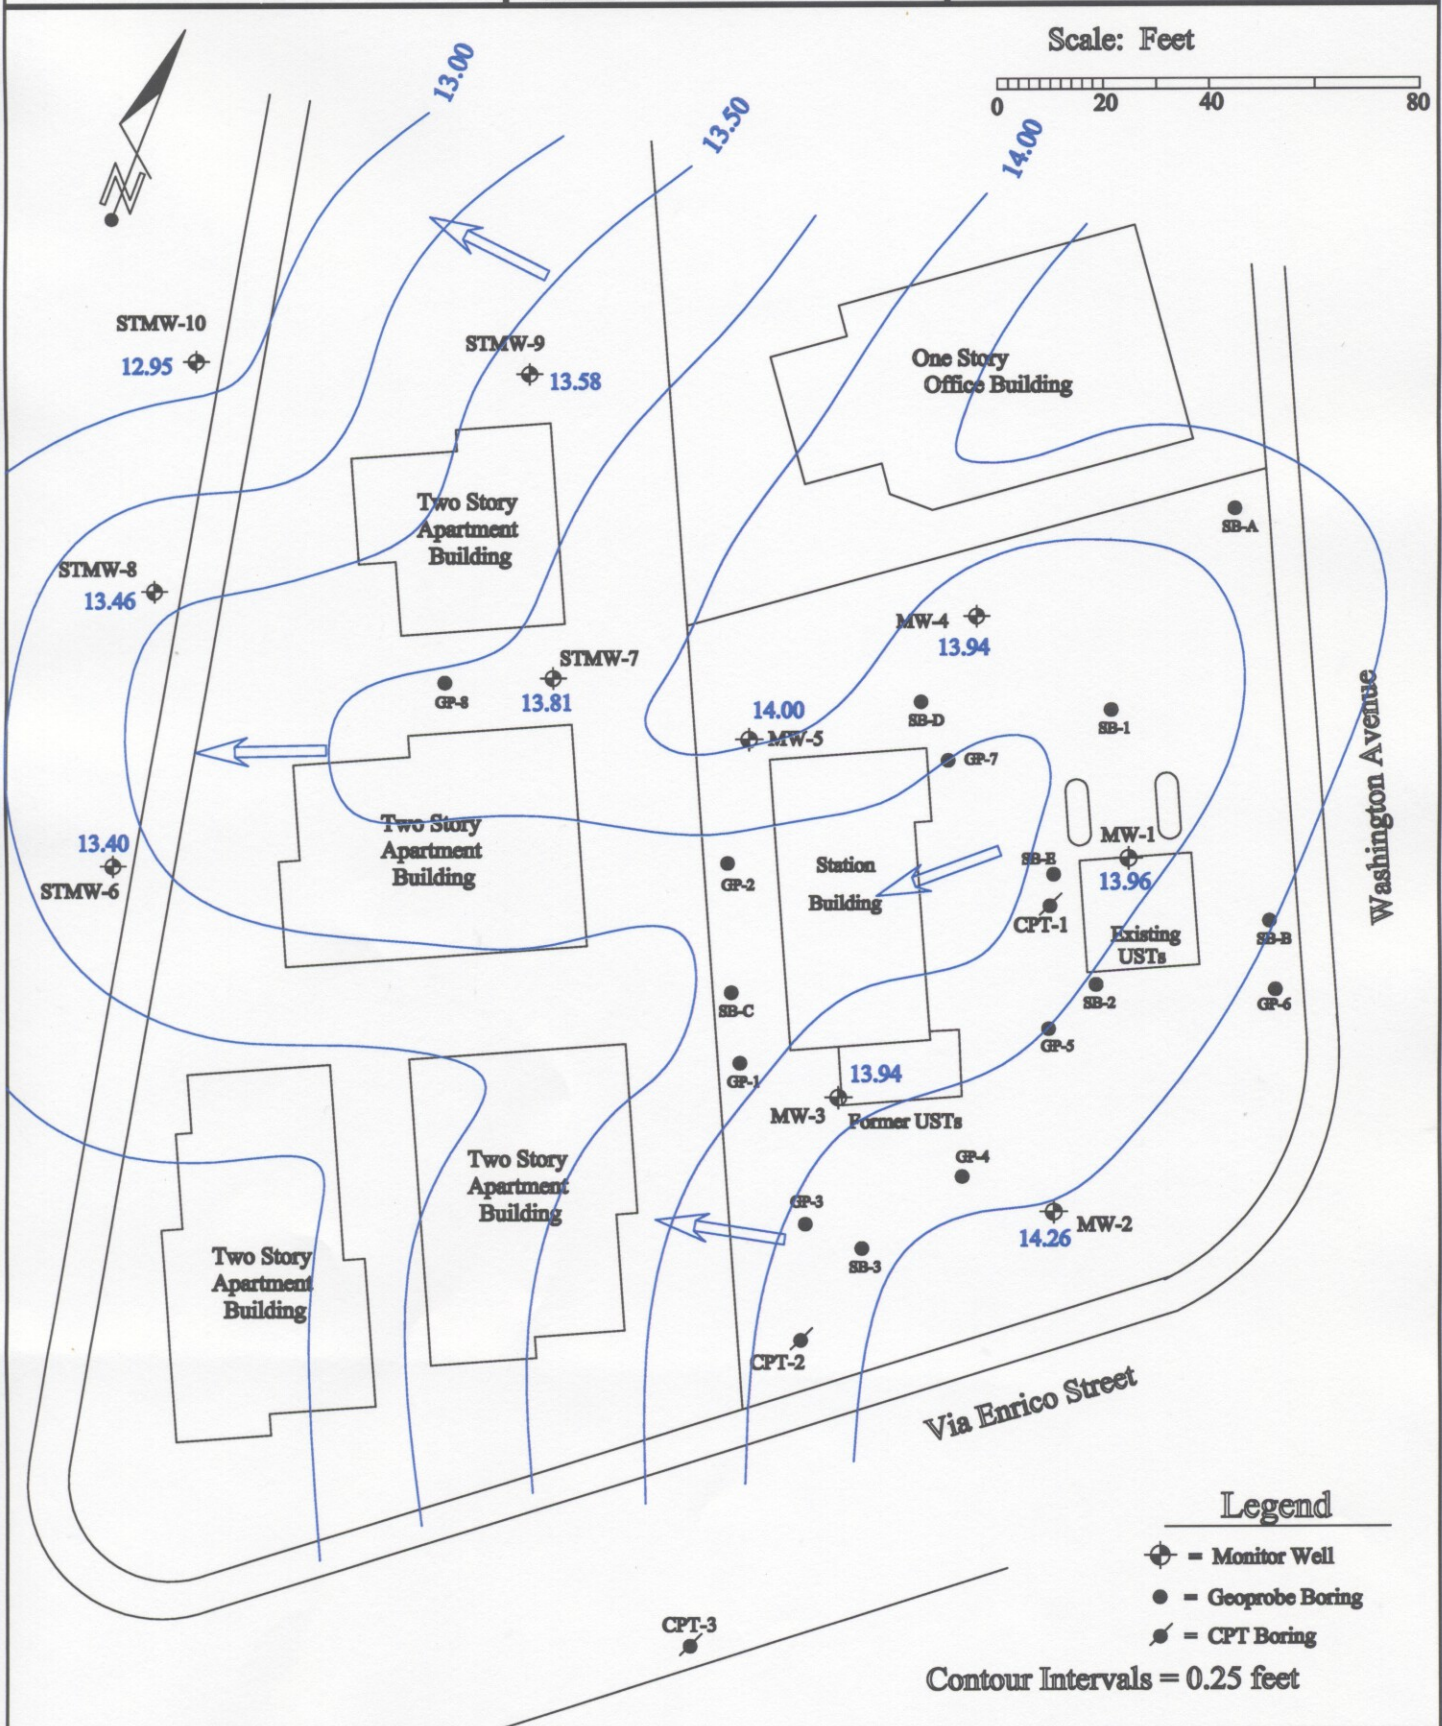 Scale: Feet
0 20 40 80
N
13.00
13.50
14.00
STMW-10
12.95
STMW-9
13.58
One Story
Office Building
Two Story
Apartment
Building
SB-A
STMW-8
13.46
MW-4
13.94
STMW-7
13.81
GP-8
14.00
MW-5
SB-D
SB-1
GP-7
Washington Avenue
Two Story
Apartment
Building
13.40
STMW-6
GP-2
Station
Building
SB-E
CPT-1
MW-1
13.96
Existing
USTs
SB-B
SB-C
SB-2
GP-6
GP-5
GP-1
13.94
MW-3
Former USTs
Two Story
Apartment
Building
GP-4
GP-3
MW-2
14.26
SB-3
Two Story
Apartment
Building
CPT-2
Via Enrico Street
Legend
= Monitor Well
= Geoprobe Boring
= CPT Boring
CPT-3
Contour Intervals = 0.25 feet